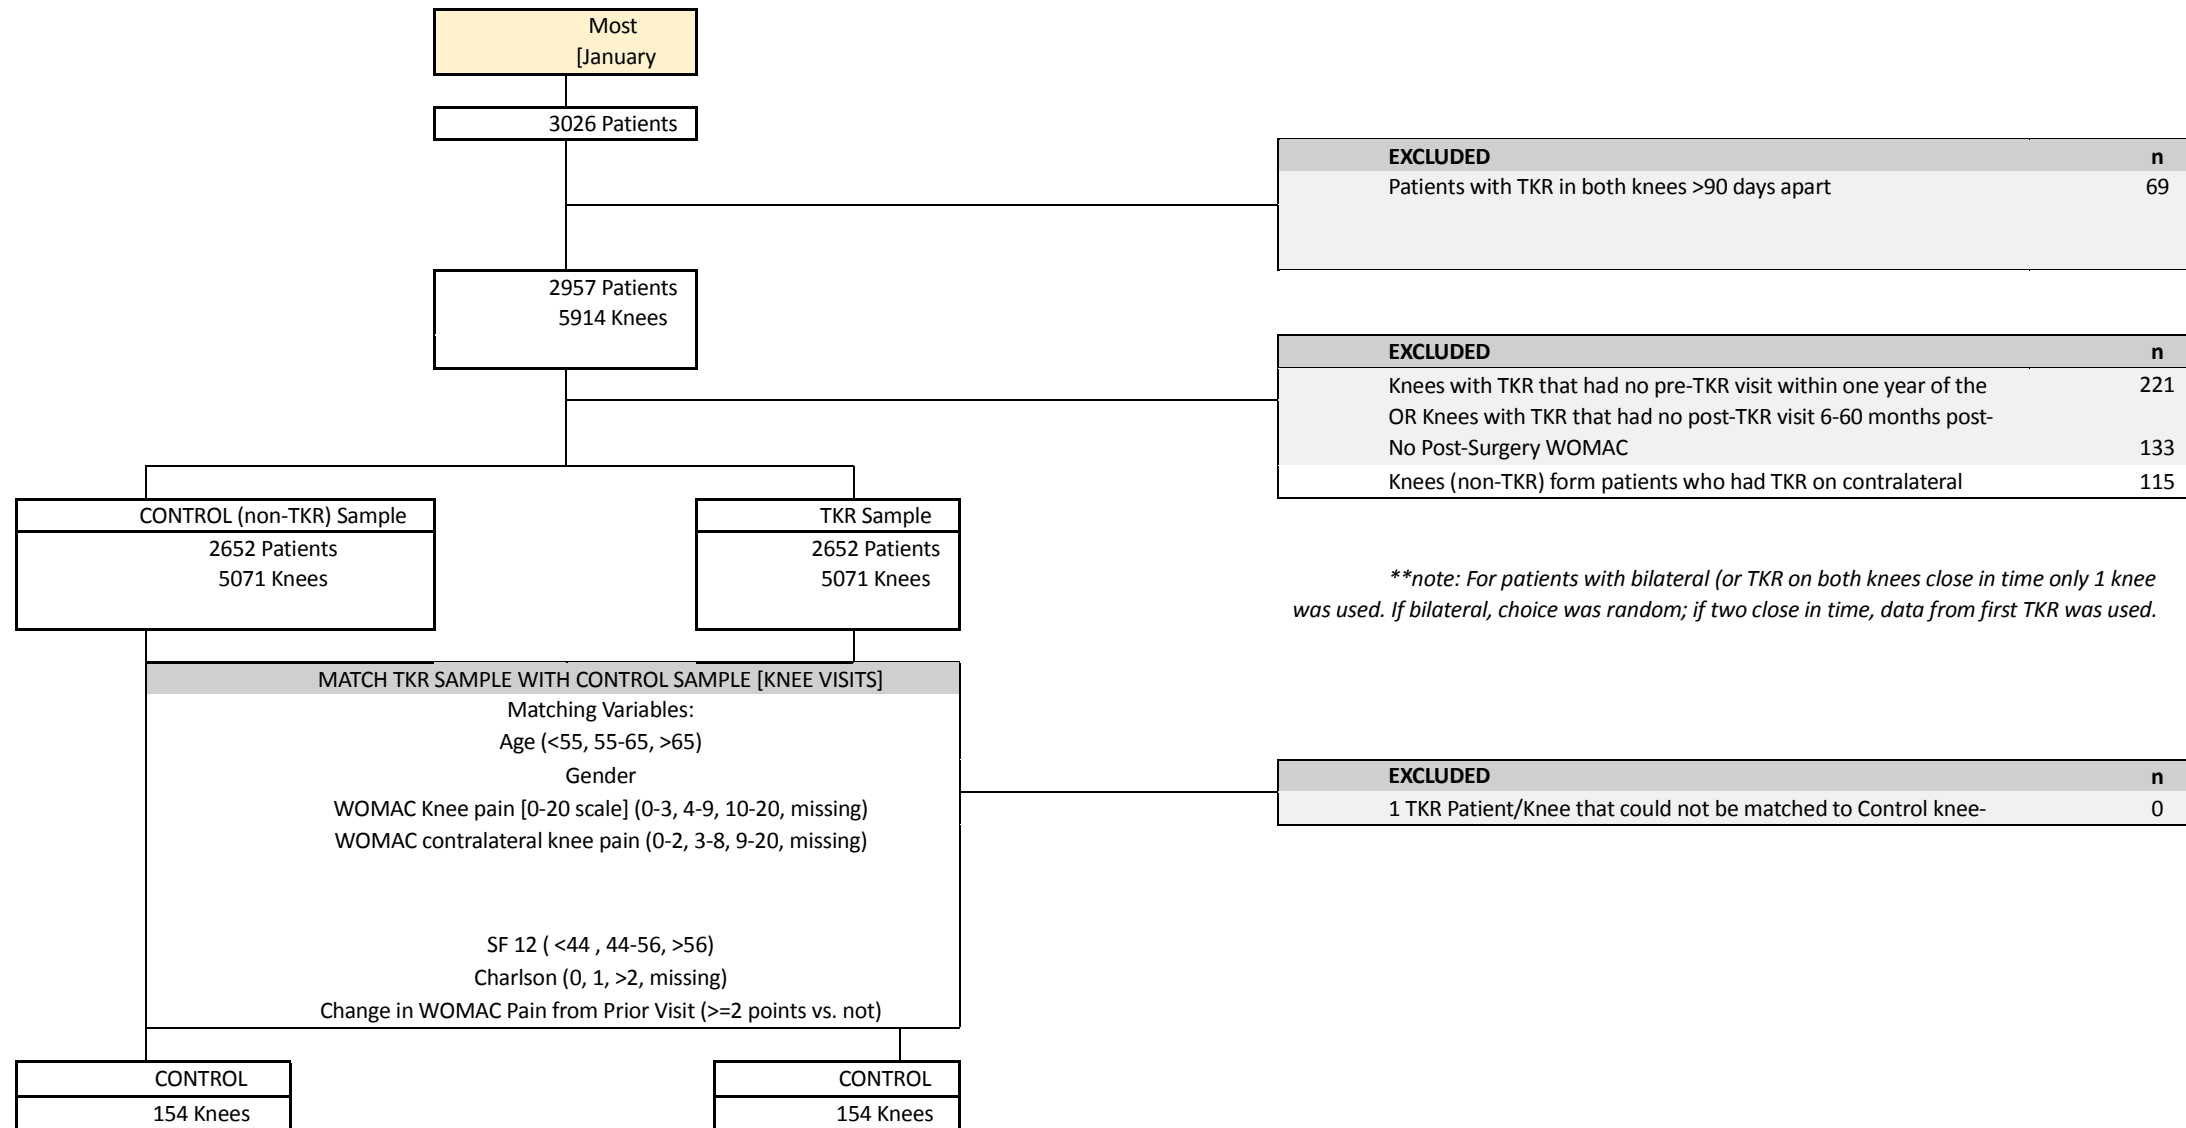 Most
[January
3026 Patients
EXCLUDED n
Patients with TKR in both knees >90 days apart 69
2957 Patients
5914 Knees
EXCLUDED n
Knees with TKR that had no pre-TKR visit within one year of the 221
OR Knees with TKR that had no post-TKR visit 6-60 months post-
No Post-Surgery WOMAC 133
Knees (non-TKR) form patients who had TKR on contralateral 115
CONTROL (non-TKR) Sample
2652 Patients
5071 Knees
TKR Sample
2652 Patients
5071 Knees
**note: For patients with bilateral (or TKR on both knees close in time only 1 knee
was used. If bilateral, choice was random; if two close in time, data from first TKR was used.
MATCH TKR SAMPLE WITH CONTROL SAMPLE [KNEE VISITS]
Matching Variables:
Age (<55, 55-65, >65)
Gender
WOMAC Knee pain [0-20 scale] (0-3, 4-9, 10-20, missing)
WOMAC contralateral knee pain (0-2, 3-8, 9-20, missing)
SF 12 ( <44 , 44-56, >56)
Charlson (0, 1, >2, missing)
Change in WOMAC Pain from Prior Visit (>=2 points vs. not)
EXCLUDED n
1 TKR Patient/Knee that could not be matched to Control knee- 0
CONTROL
154 Knees
CONTROL
154 Knees